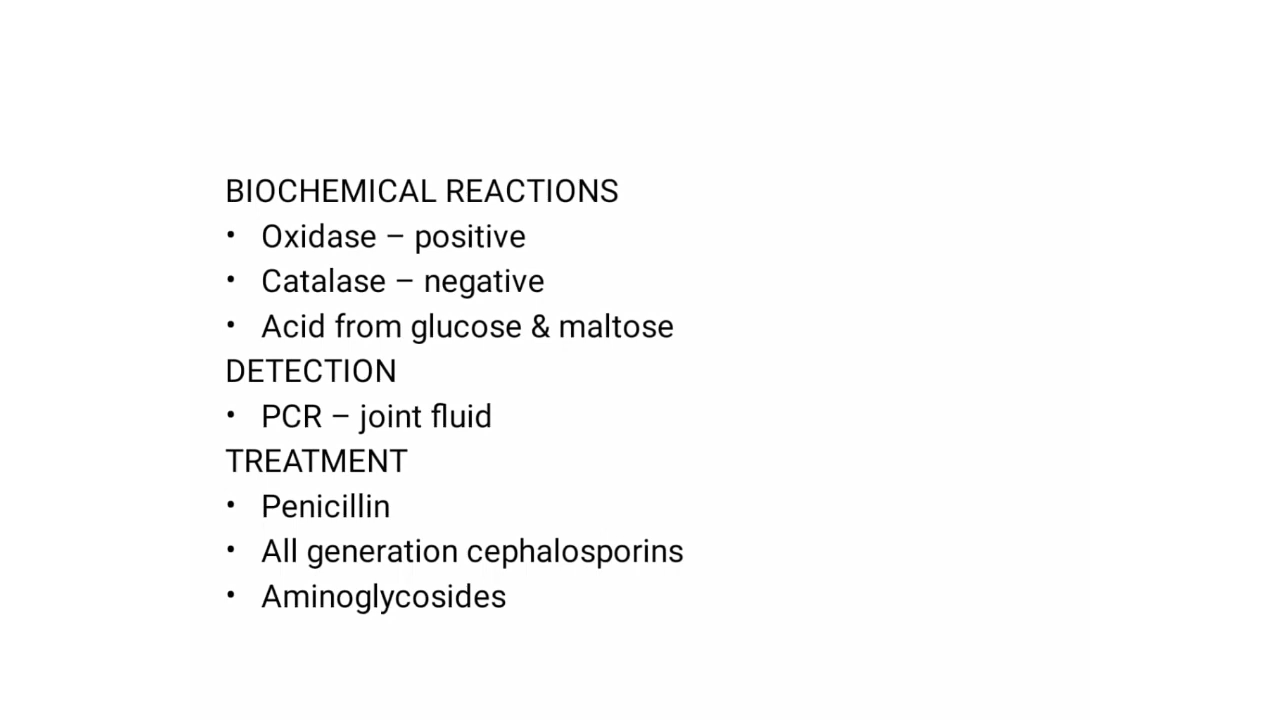 BIOCHEMICAL REACTIONS
• Oxidase – positive
• Catalase – negative
• Acid from glucose & maltose
DETECTION
• PCR – joint fluid
TREATMENT
• Penicillin
• All generation cephalosporins
• Aminoglycosides